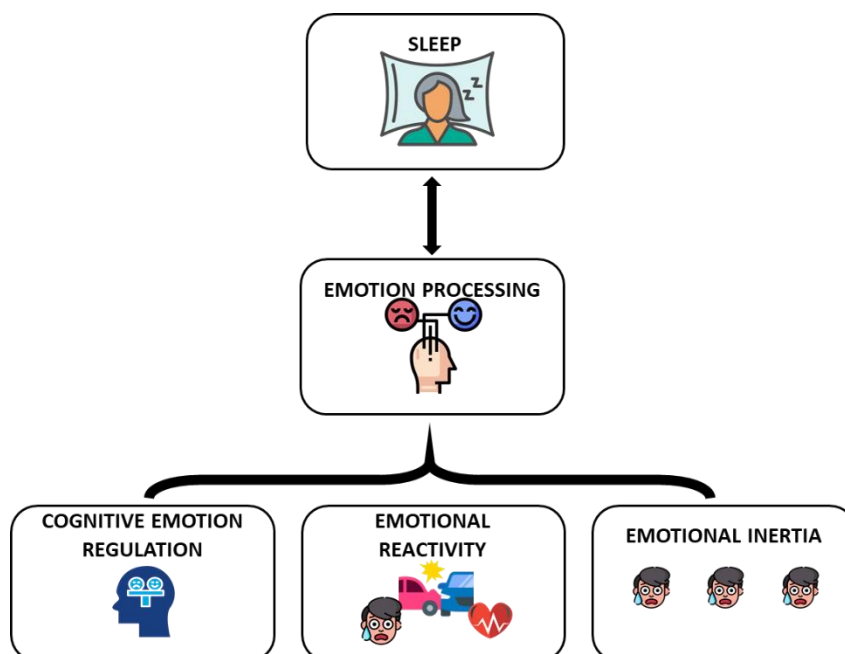 SLEEP
z z
EMOTION PROCESSING
COGNITIVE EMOTION
REGULATION
EMOTIONAL
REACTIVITY
EMOTIONAL INERTIA